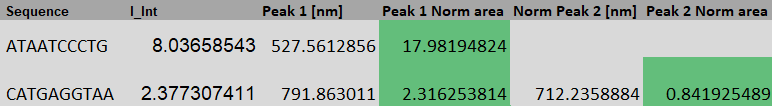 Sequence I_Int Peak 1 [nm] Peak 1 Norm area Norm Peak 2 [nm] Peak 2 Norm area
ATAATCCCTG 8.03658543 527.5612856 17.98194824
CATGAGGTAA 2.377307411 791.863011 2.316253814 712.2358884 0.841925489